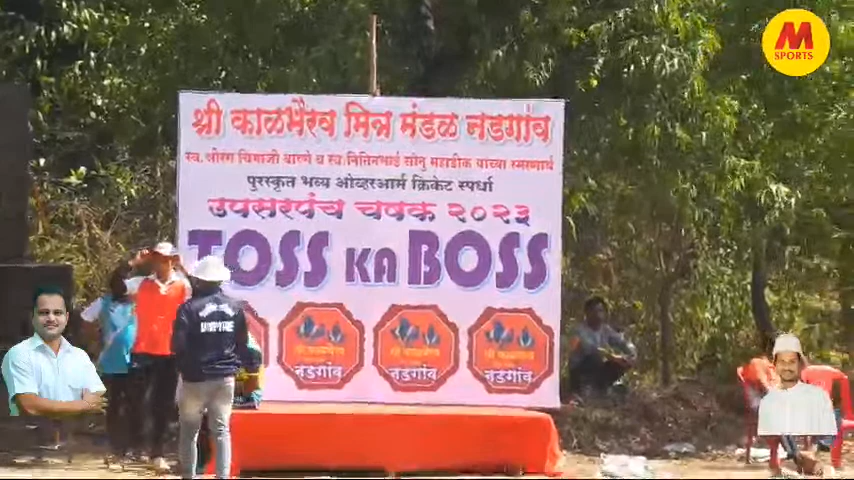 M
SPORTS
श्री काळभैरव मित्र मंडळ नडगांव
पुरस्कृत भव्य ओव्हरआर्म क्रिकेट स्पर्धा
उपसरपंच चषक २०२३
TOSS KA BOSS
UMPIRE
नडगांव
नडगांव
नडगांव